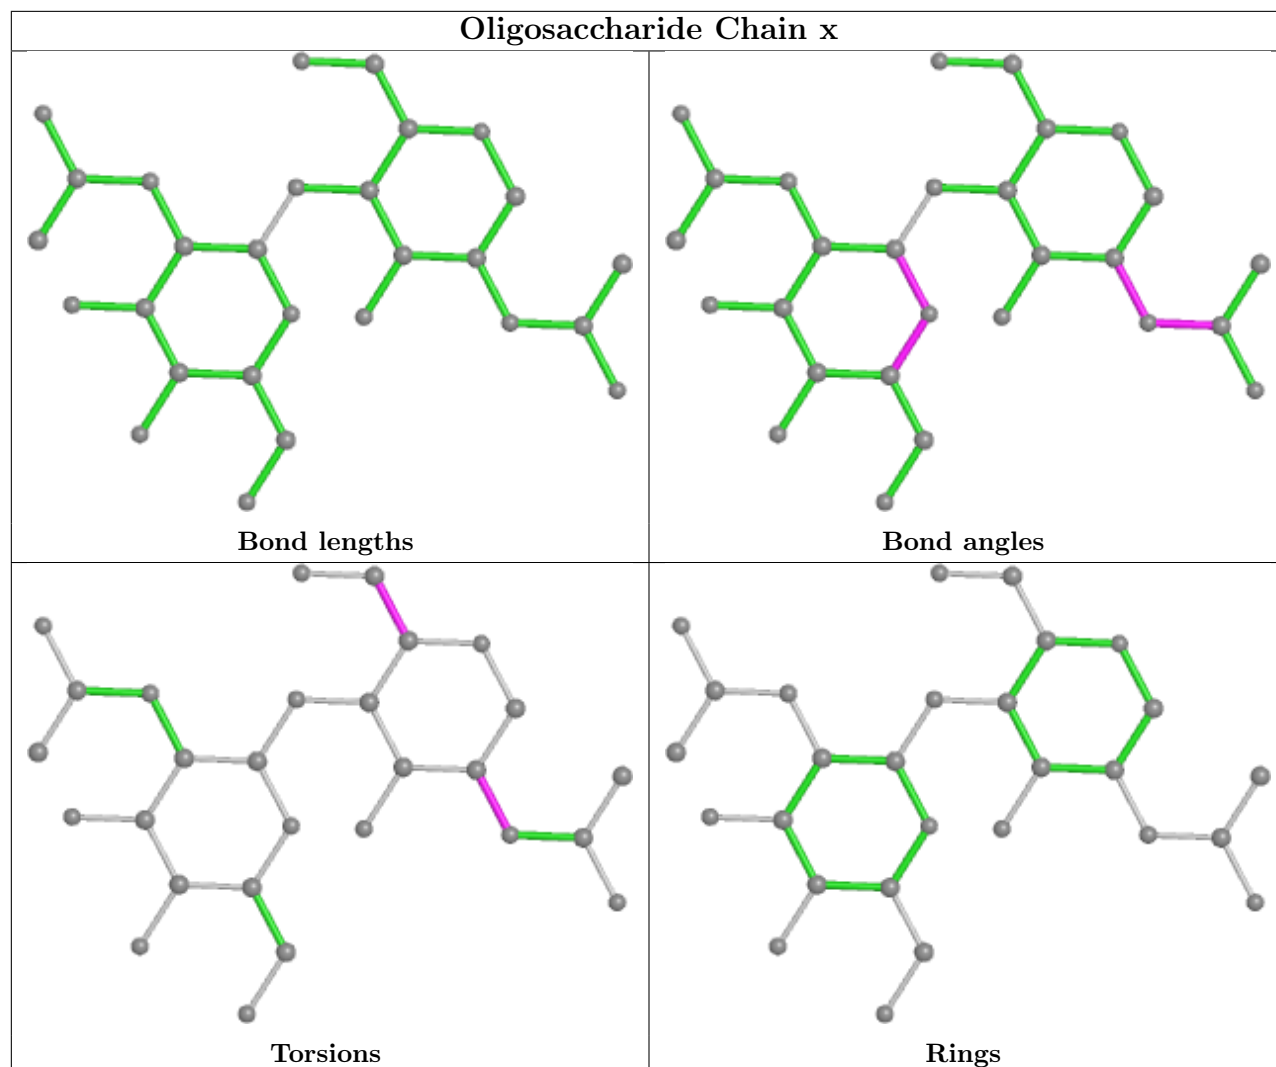 Oligosaccharide Chain x
Bond lengths
Bond angles
Torsions
Rings